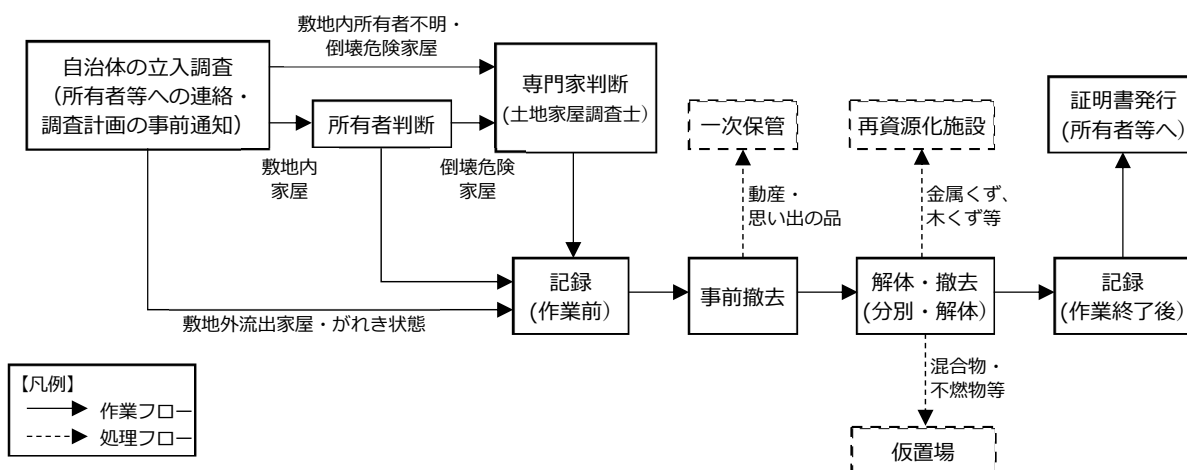 敷地内所有者不明・
倒壊危険家屋
自治体の立入調査
（所有者等への連絡・
調査計画の事前通知）
所有者判断
専門家判断
(土地家屋調査士)
敷地内
家屋
倒壊危険
家屋
一次保管
再資源化施設
証明書発行
(所有者等へ)
動産・
思い出の品
金属くず、
木くず等
記録
(作業前)
事前撤去
解体・撤去
(分別・解体)
記録
(作業終了後)
敷地外流出家屋・がれき状態
混合物・
不燃物等
仮置場
【凡例】
作業フロー
処理フロー